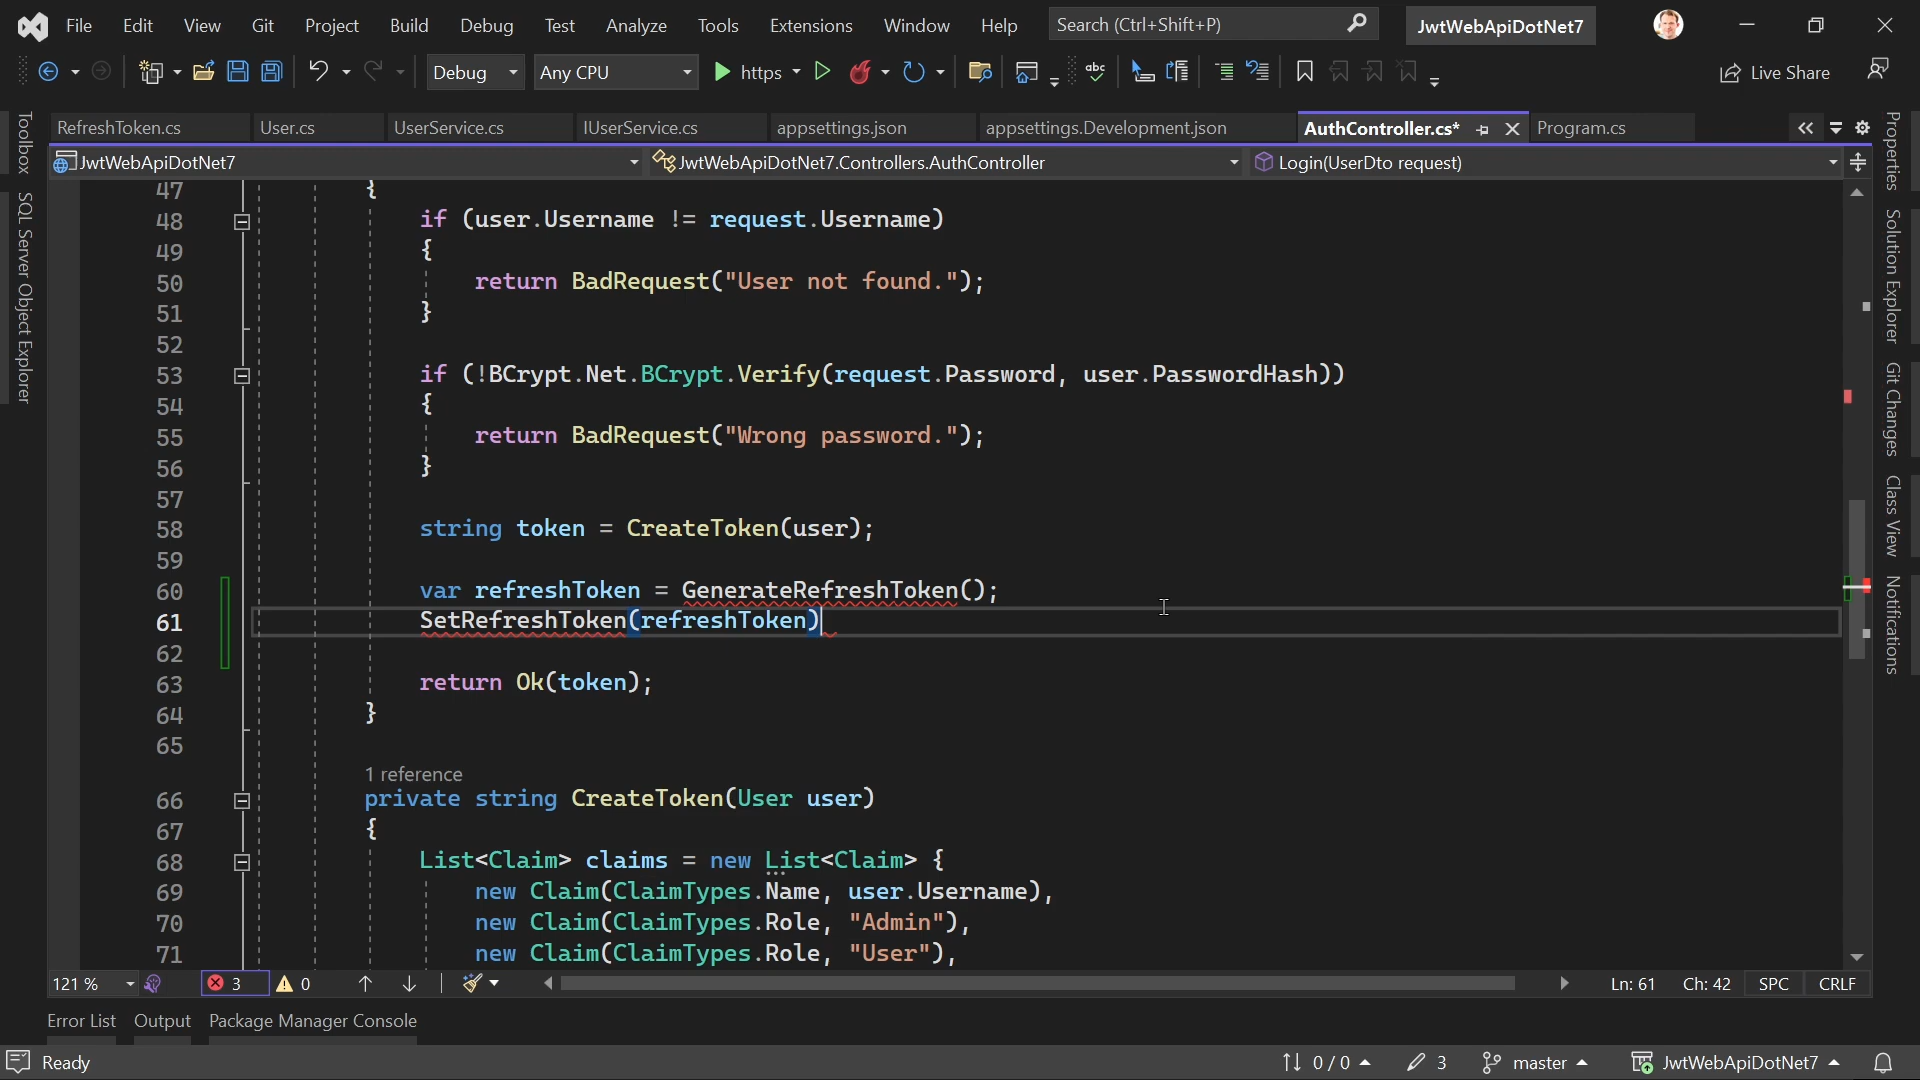 File Edit View Git Project Build Debug Test Analyze Tools Extensions Window Help Search (Ctrl+Shift+P) JwtWebApiDotNet7
Debug Any CPU https abc Live Share
RefreshToken.cs User.cs UserService.cs IUserService.cs appsettings.json appsettings.Development.json AuthController.cs* Program.cs
JwtWebApiDotNet7 JwtWebApiDotNet7.Controllers.AuthController Login(UserDto request)
Toolbox
SQL Server Object Explorer
47 {
48 if (user.Username != request.Username)
49 {
50 return BadRequest("User not found.");
51 }
52
53 if (!BCrypt.Net.BCrypt.Verify(request.Password, user.PasswordHash))
54 {
55 return BadRequest("Wrong password.");
56 }
57
58 string token = CreateToken(user);
59
60 var refreshToken = GenerateRefreshToken();
61 SetRefreshToken(refreshToken)
62
63 return Ok(token);
64 }
65
1 reference
66 private string CreateToken(User user)
67 {
68 List<Claim> claims = new List<Claim> {
69 new Claim(ClaimTypes.Name, user.Username),
70 new Claim(ClaimTypes.Role, "Admin"),
71 new Claim(ClaimTypes.Role, "User"),
Properties
Solution Explorer
Git Changes
Class View
Notifications
121 % 3 0 Ln: 61 Ch: 42 SPC CRLF
Error List Output Package Manager Console
Ready 0 / 0 3 master JwtWebApiDotNet7